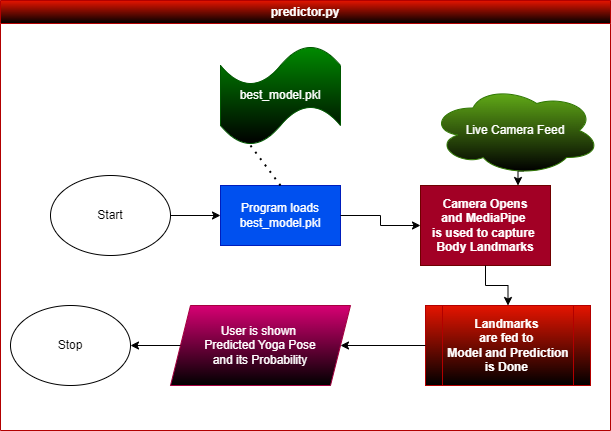 predictor.py
best_model.pkl
Live Camera Feed
Start
Program loads
best_model.pkl
Camera Opens
and MediaPipe
is used to capture
Body Landmarks
Stop
User is shown
Predicted Yoga Pose
and its Probability
Landmarks
are fed to
Model and Prediction
is Done